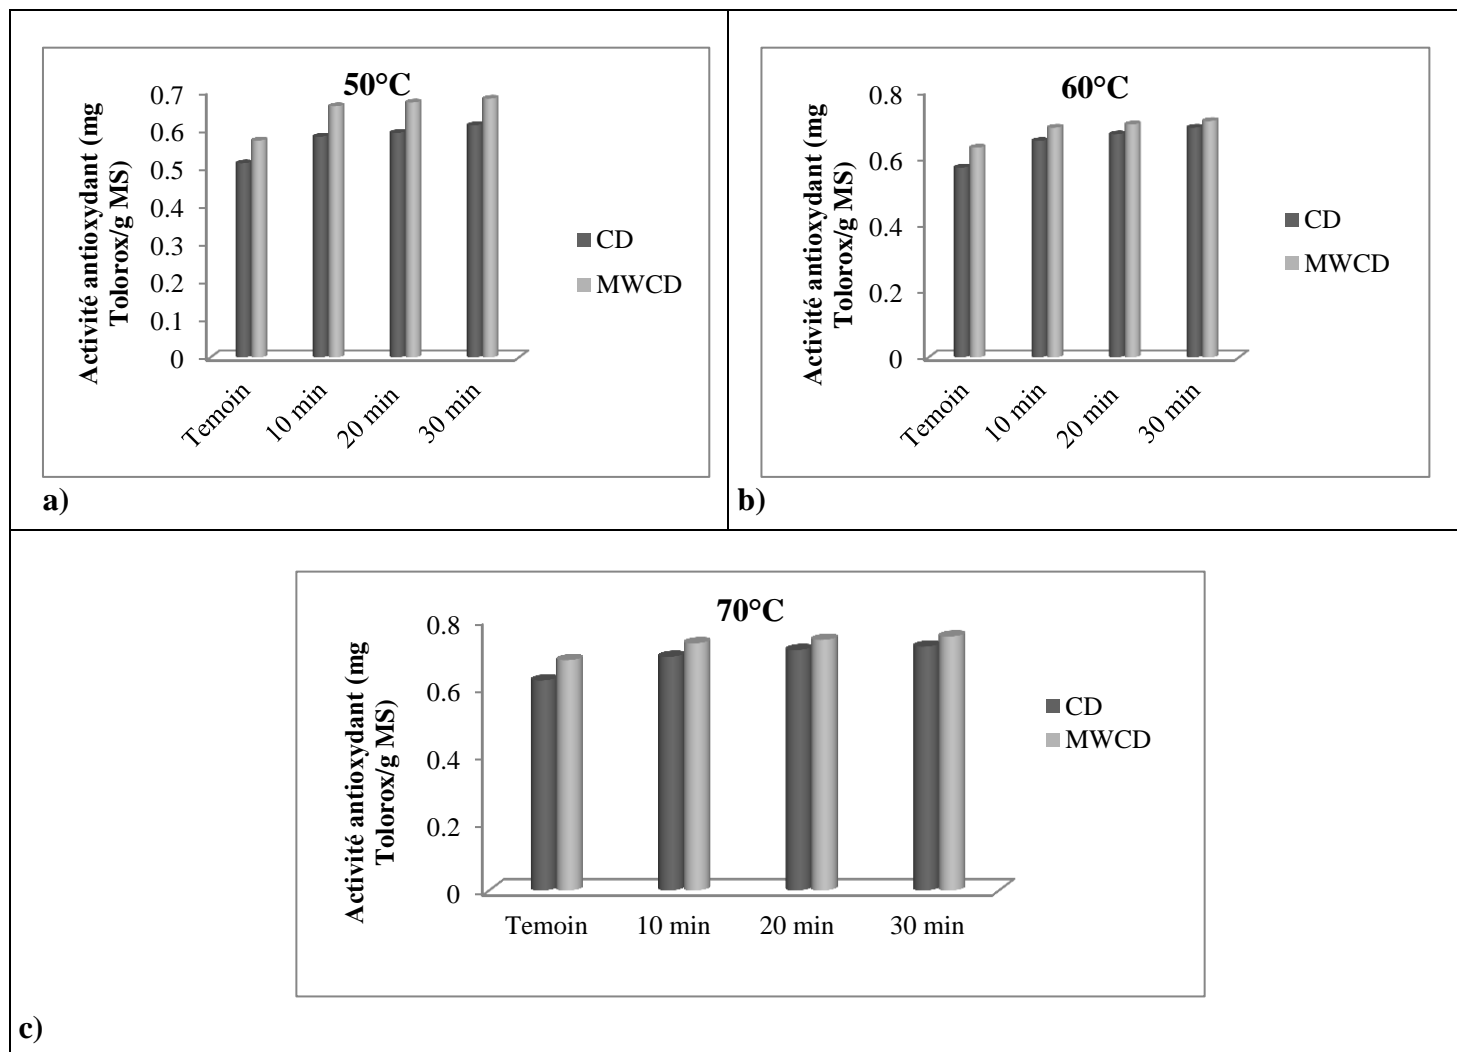 50°C
Activité antioxydant (mg
Tolorox/g MS)
0.7
0.6
0.5
0.4
0.3
0.2
0.1
0
Temoin
10 min
20 min
30 min
CD
MWCD
a)
60°C
Activité antioxydant (mg
Tolorox/g MS)
0.8
0.6
0.4
0.2
0
Temoin
10 min
20 min
30 min
CD
MWCD
b)
70°C
Activité antioxydant (mg
Tolorox/g MS)
0.8
0.6
0.4
0.2
0
Temoin
10 min
20 min
30 min
CD
MWCD
c)